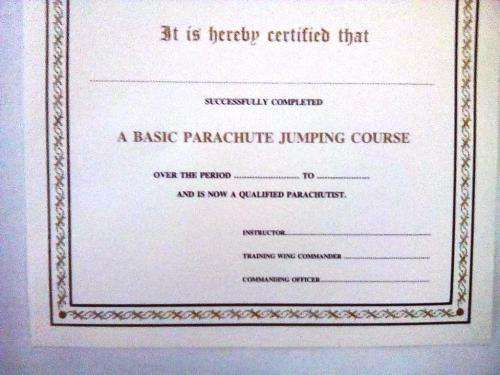 It is hereby certified that
SUCCESSFULLY COMPLETED
A BASIC PARACHUTE JUMPING COURSE
OVER THE PERIOD ........................ TO ...................
AND IS NOW A QUALIFIED PARACHUTIST.
INSTRUCTOR............................................................
TRAINING WING COMMANDER ...................................
COMMANDING OFFICER.............................................